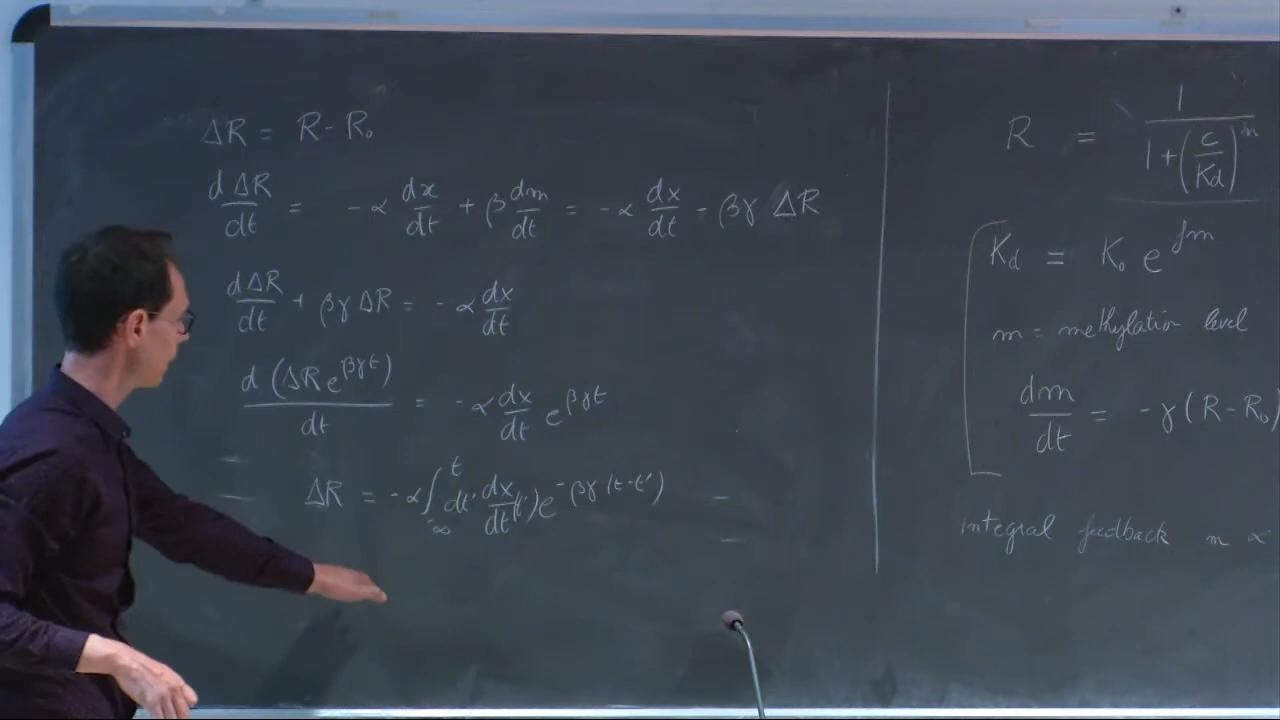 ΔR = R - R₀
dΔR/dt = -α dx/dt + β dm/dt = -α dx/dt - βγ ΔR
dΔR/dt + βγ ΔR = -α dx/dt
d(ΔR e^{βγt})/dt = -α dx/dt e^{βγt}
ΔR = -α ∫_{-∞}^{t} dt' dx/dt(t') e^{-βγ(t-t')}
R = 1/(1+(c/Kd)^m)
Kd = K₀ e^{fm}
m = methylation level
dm/dt = -γ(R-R₀)
integral feedback m ∝